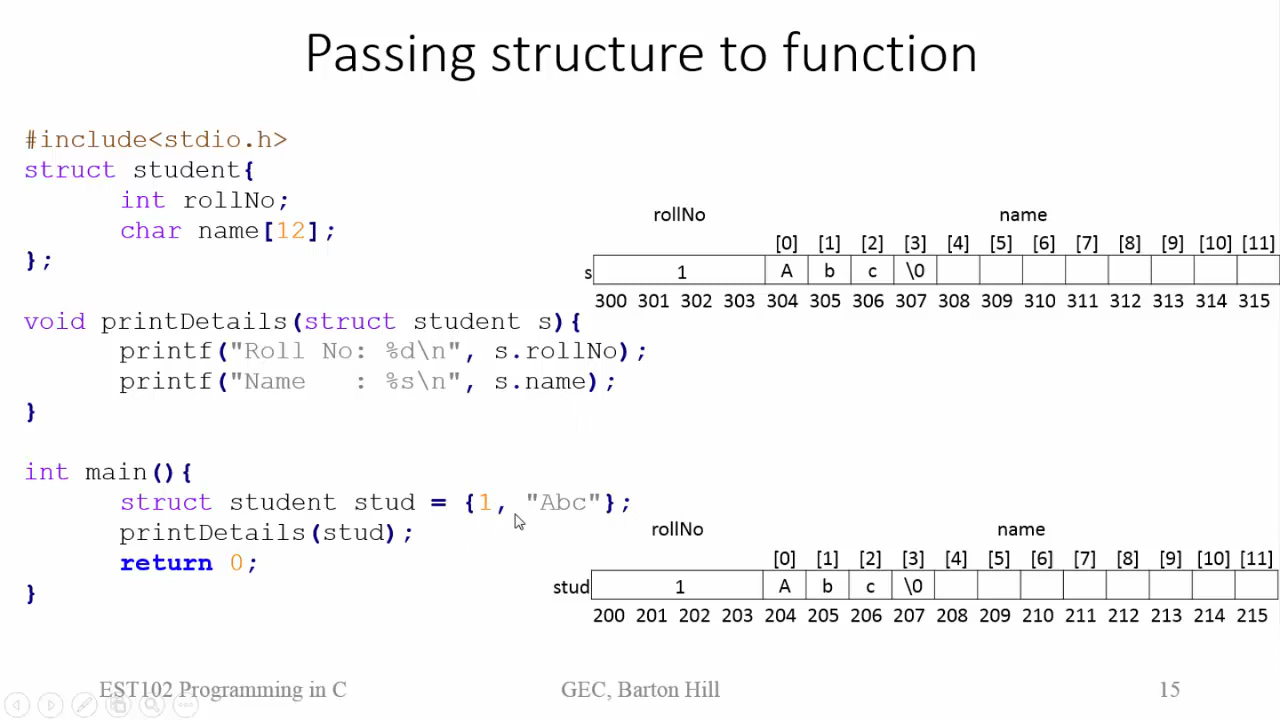 Passing structure to function
#include<stdio.h>
struct student{
int rollNo;
char name[12];
};
void printDetails(struct student s){
printf("Roll No: %d\n", s.rollNo);
printf("Name   : %s\n", s.name);
}
int main(){
struct student stud = {1, "Abc"};
printDetails(stud);
return 0;
}
rollNo name
[0] [1] [2] [3] [4] [5] [6] [7] [8] [9] [10] [11]
s 1 A b c \0
300 301 302 303 304 305 306 307 308 309 310 311 312 313 314 315
rollNo name
[0] [1] [2] [3] [4] [5] [6] [7] [8] [9] [10] [11]
stud 1 A b c \0
200 201 202 203 204 205 206 207 208 209 210 211 212 213 214 215
EST102 Programming in C GEC, Barton Hill 15